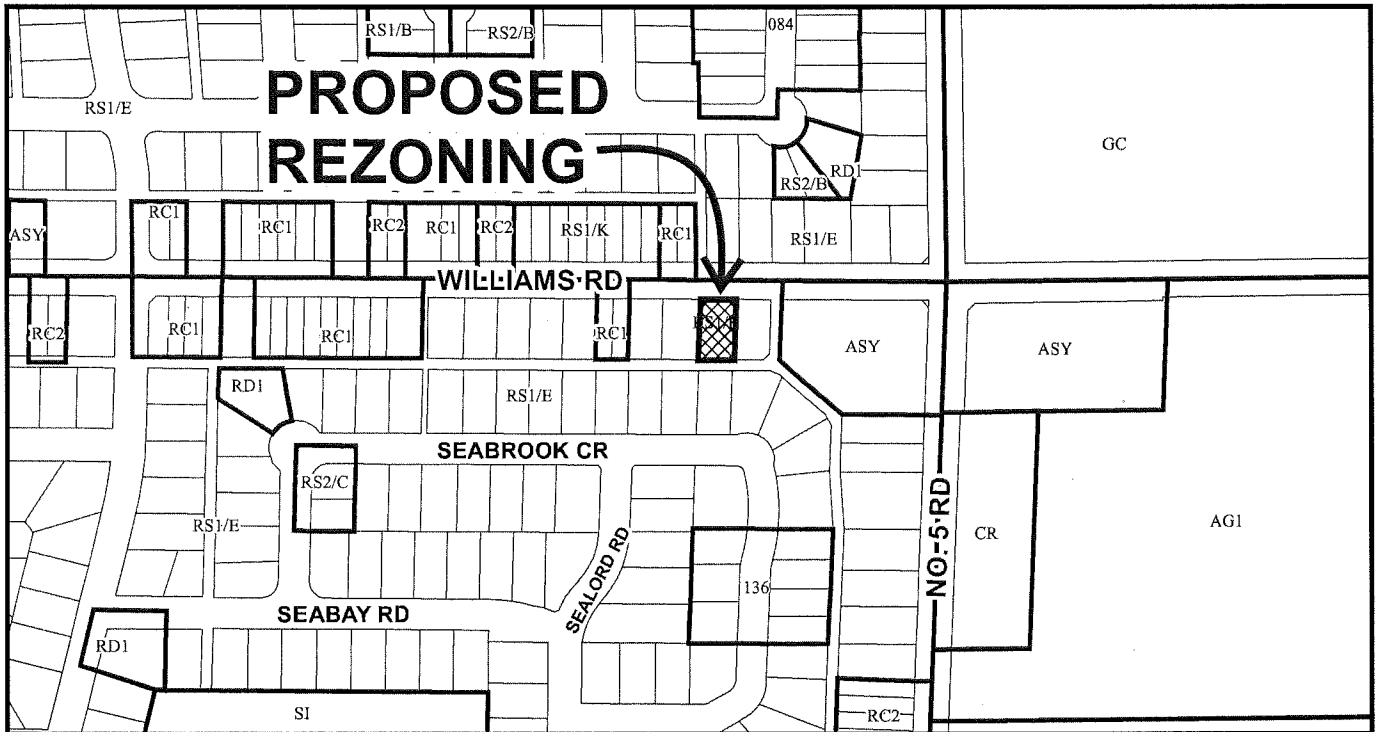 RS1/B
RS2/B
084
PROPOSED
REZONING
RS1/E
GC
RS2/B
RD1
ASY
RC1
RC1
RC2
RC1
RC2
RS1/K
RC1
RS1/E
WILLIAMS RD
RC2
RC1
RC1
RC1
ASY
ASY
RD1
RS1/E
SEABROOK CR
RS2/C
RS1/E
SEALORD RD
NO. 5 RD
CR
AG1
136
SEABAY RD
RD1
SI
RC2